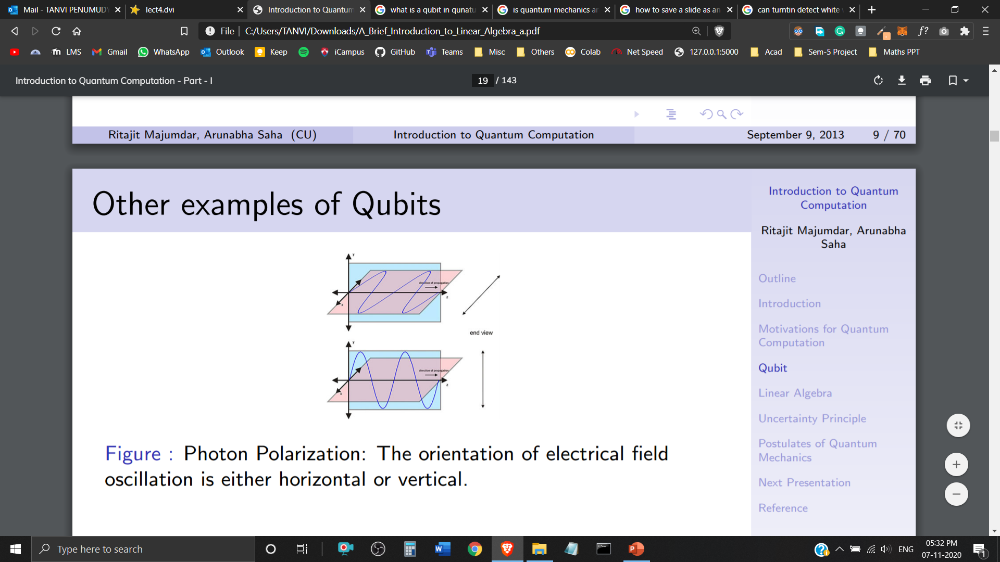 Mail - TANVI PENUMUDY
lect4.dvi
Introduction to Quantum
what is a qubit in qunatu
is quantum mechanics an
how to save a slide as an
can turntin detect white
File
C:/Users/TANVI/Downloads/A_Brief_Introduction_to_Linear_Algebra_a.pdf
LMS
Gmail
WhatsApp
Outlook
Keep
iCampus
GitHub
Teams
Misc
Others
Colab
Net Speed
127.0.0.1:5000
Acad
Sem-5 Project
Maths PPT
Introduction to Quantum Computation - Part - I
19 / 143
Ritajit Majumdar, Arunabha Saha (CU)
Introduction to Quantum Computation
September 9, 2013
9 / 70
Other examples of Qubits
y
direction of propagation
z
x
end view
y
direction of propagation
z
x
Figure : Photon Polarization: The orientation of electrical field
oscillation is either horizontal or vertical.
Introduction to Quantum
Computation
Ritajit Majumdar, Arunabha
Saha
Outline
Introduction
Motivations for Quantum
Computation
Qubit
Linear Algebra
Uncertainty Principle
Postulates of Quantum
Mechanics
Next Presentation
Reference
Type here to search
ENG
05:32 PM
07-11-2020
1